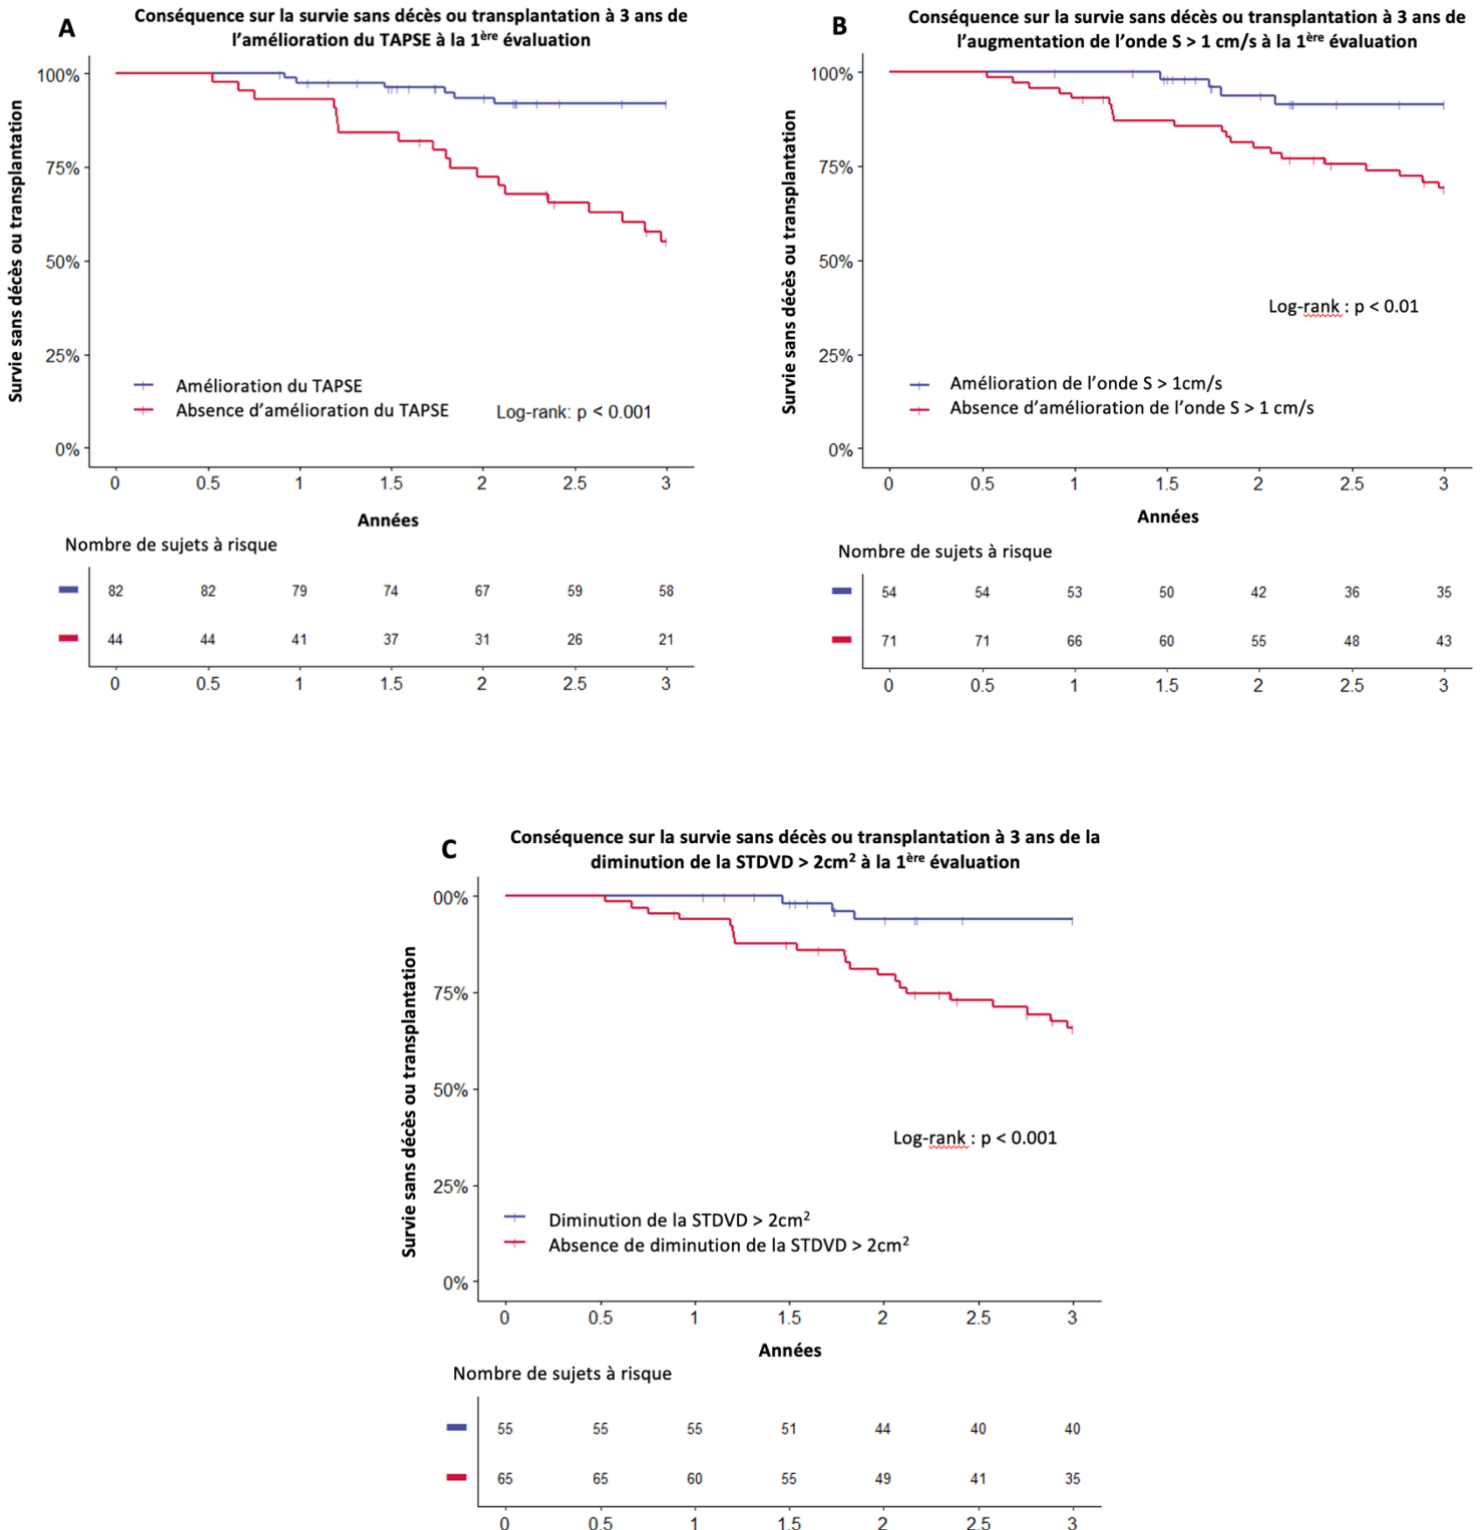 A
Conséquence sur la survie sans décès ou transplantation à 3 ans de
l'amélioration du TAPSE à la 1ère évaluation
Survie sans décès ou transplantation
100%
75%
50%
25%
0%
Amélioration du TAPSE
Absence d'amélioration du TAPSE
Log-rank: p < 0.001
0 0.5 1 1.5 2 2.5 3
Années
Nombre de sujets à risque
82 82 79 74 67 59 58
44 44 41 37 31 26 21
0 0.5 1 1.5 2 2.5 3
B
Conséquence sur la survie sans décès ou transplantation à 3 ans de
l'augmentation de l'onde S > 1 cm/s à la 1ère évaluation
Survie sans décès ou transplantation
100%
75%
50%
25%
0%
Log-rank : p < 0.01
Amélioration de l'onde S > 1cm/s
Absence d'amélioration de l'onde S > 1 cm/s
0 0.5 1 1.5 2 2.5 3
Années
Nombre de sujets à risque
54 54 53 50 42 36 35
71 71 66 60 55 48 43
0 0.5 1 1.5 2 2.5 3
C
Conséquence sur la survie sans décès ou transplantation à 3 ans de la
diminution de la STDVD > 2cm² à la 1ère évaluation
Survie sans décès ou transplantation
00%
75%
50%
25%
0%
Log-rank : p < 0.001
Diminution de la STDVD > 2cm²
Absence de diminution de la STDVD > 2cm²
0 0.5 1 1.5 2 2.5 3
Années
Nombre de sujets à risque
55 55 55 51 44 40 40
65 65 60 55 49 41 35
0 0.5 1 1.5 2 2.5 3